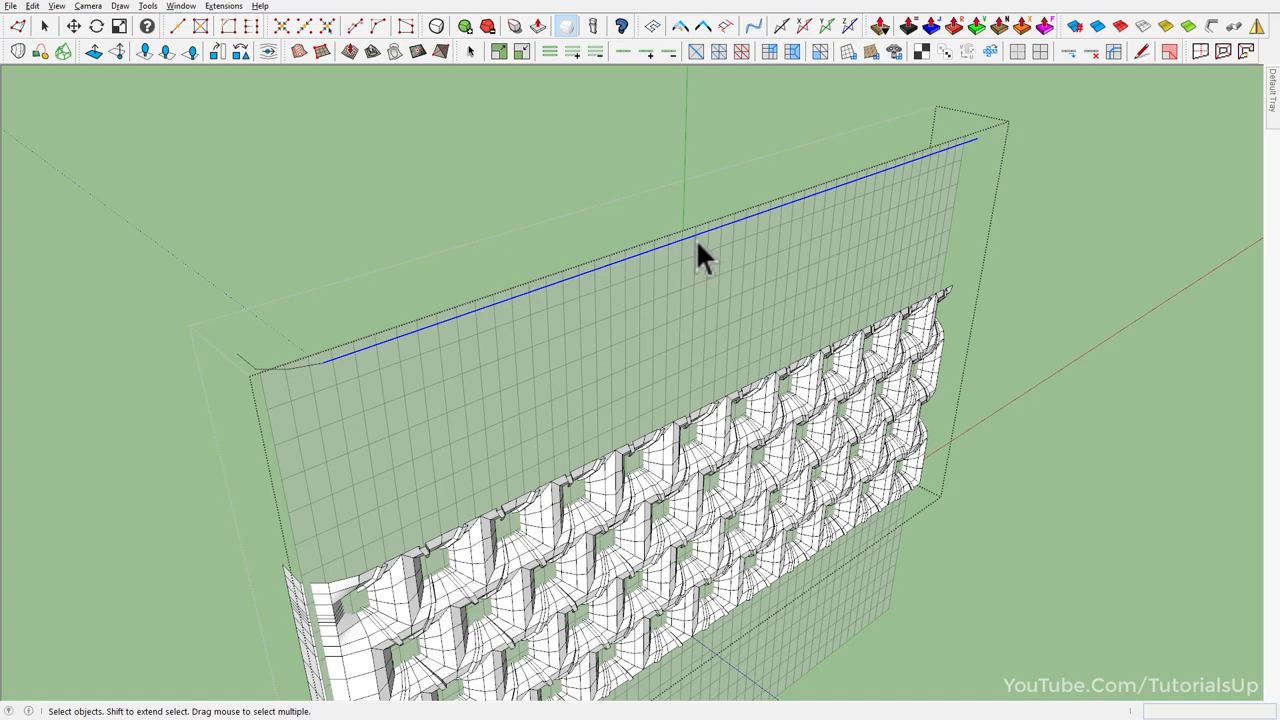 File Edit View Camera Draw Tools Window Extensions Help
Default Tray
YouTube.Com/TutorialsUp
Select objects. Shift to extend select. Drag mouse to select multiple.